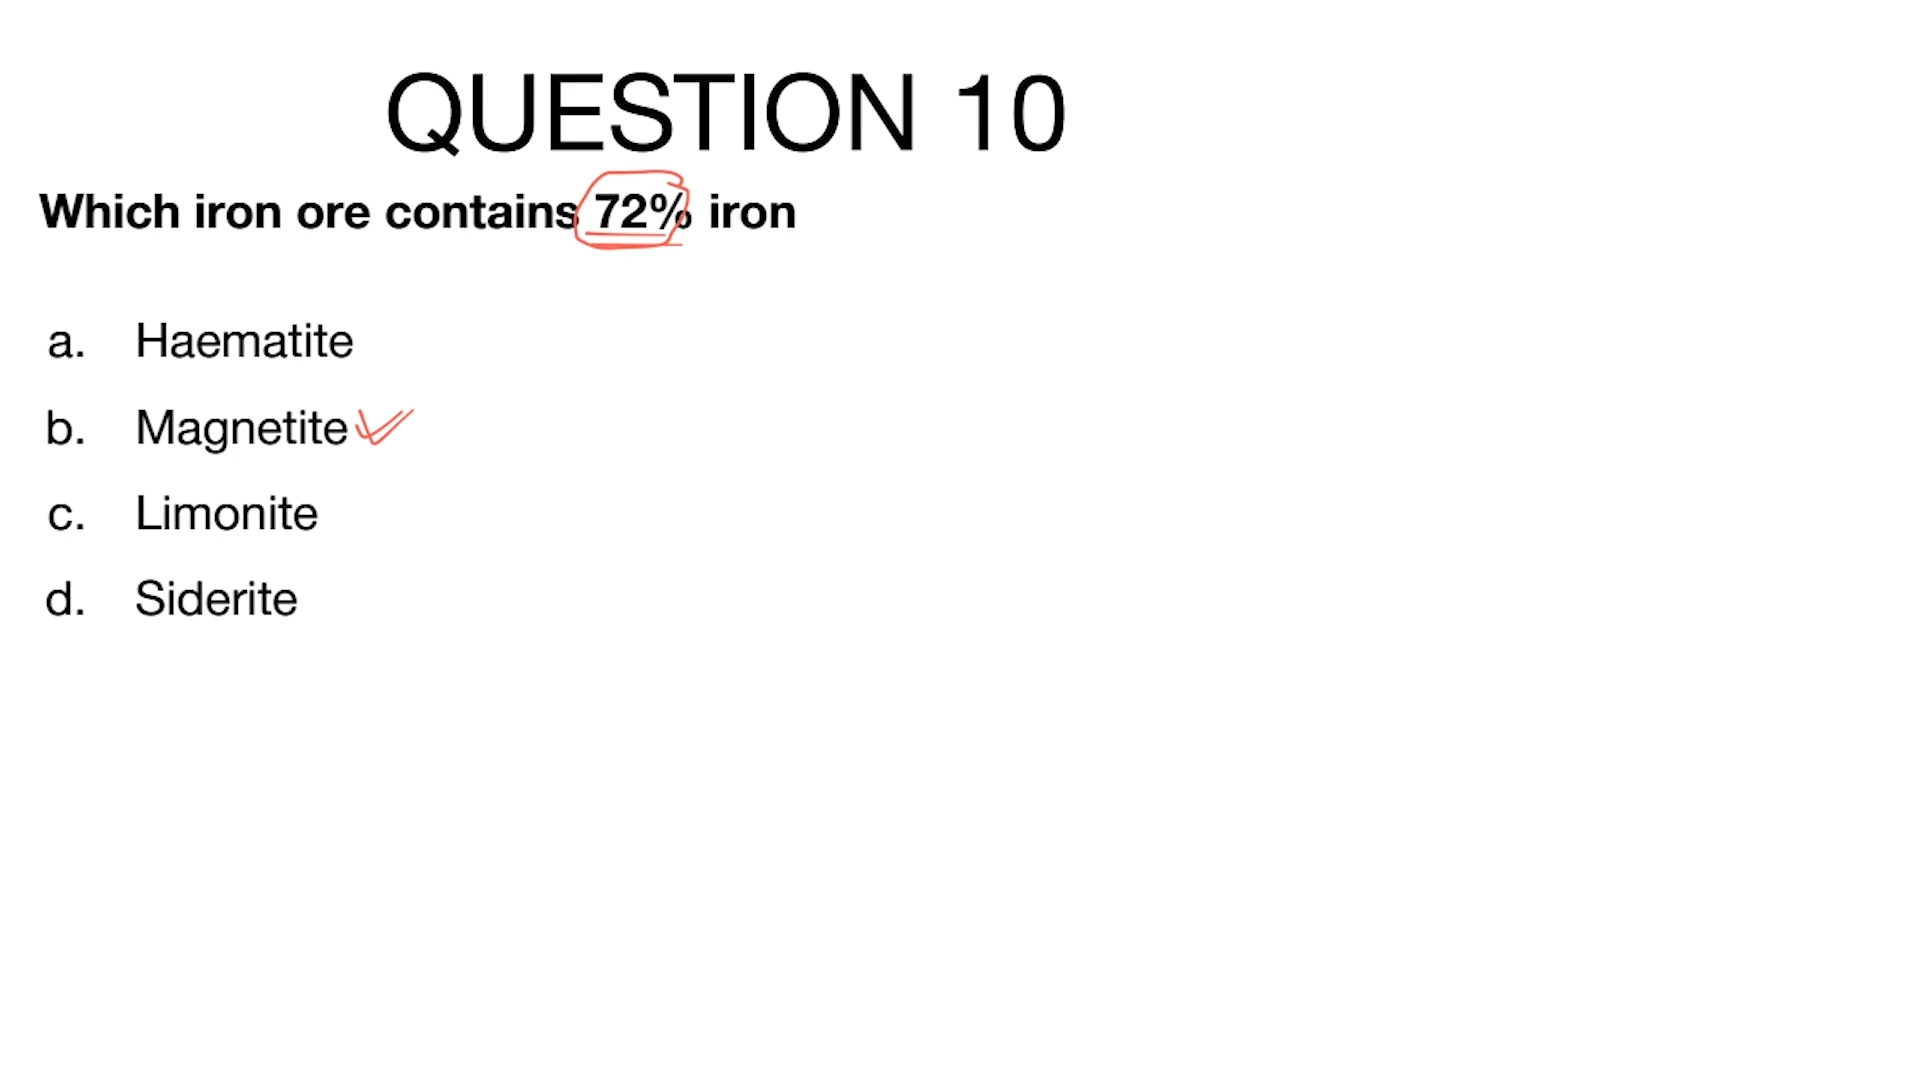 QUESTION 10
Which iron ore contains 72% iron
a. Haematite
b. Magnetite
c. Limonite
d. Siderite